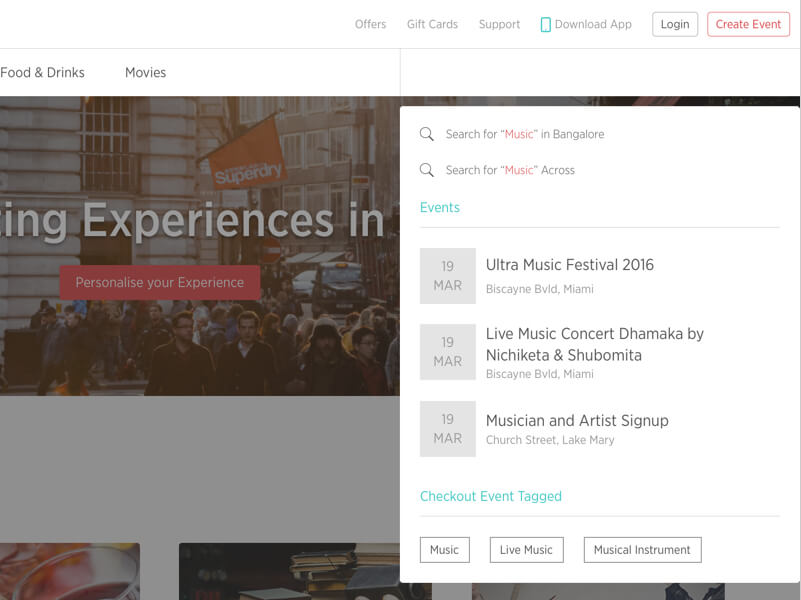 Offers Gift Cards Support Download App Login Create Event
Food & Drinks Movies
Superdry
ing Experiences in
Personalise your Experience
Search for “Music” in Bangalore
Search for “Music” Across
Events
19
MAR
Ultra Music Festival 2016
Biscayne Bvld, Miami
19
MAR
Live Music Concert Dhamaka by
Nichiketa & Shubomita
Biscayne Bvld, Miami
19
MAR
Musician and Artist Signup
Church Street, Lake Mary
Checkout Event Tagged
Music Live Music Musical Instrument